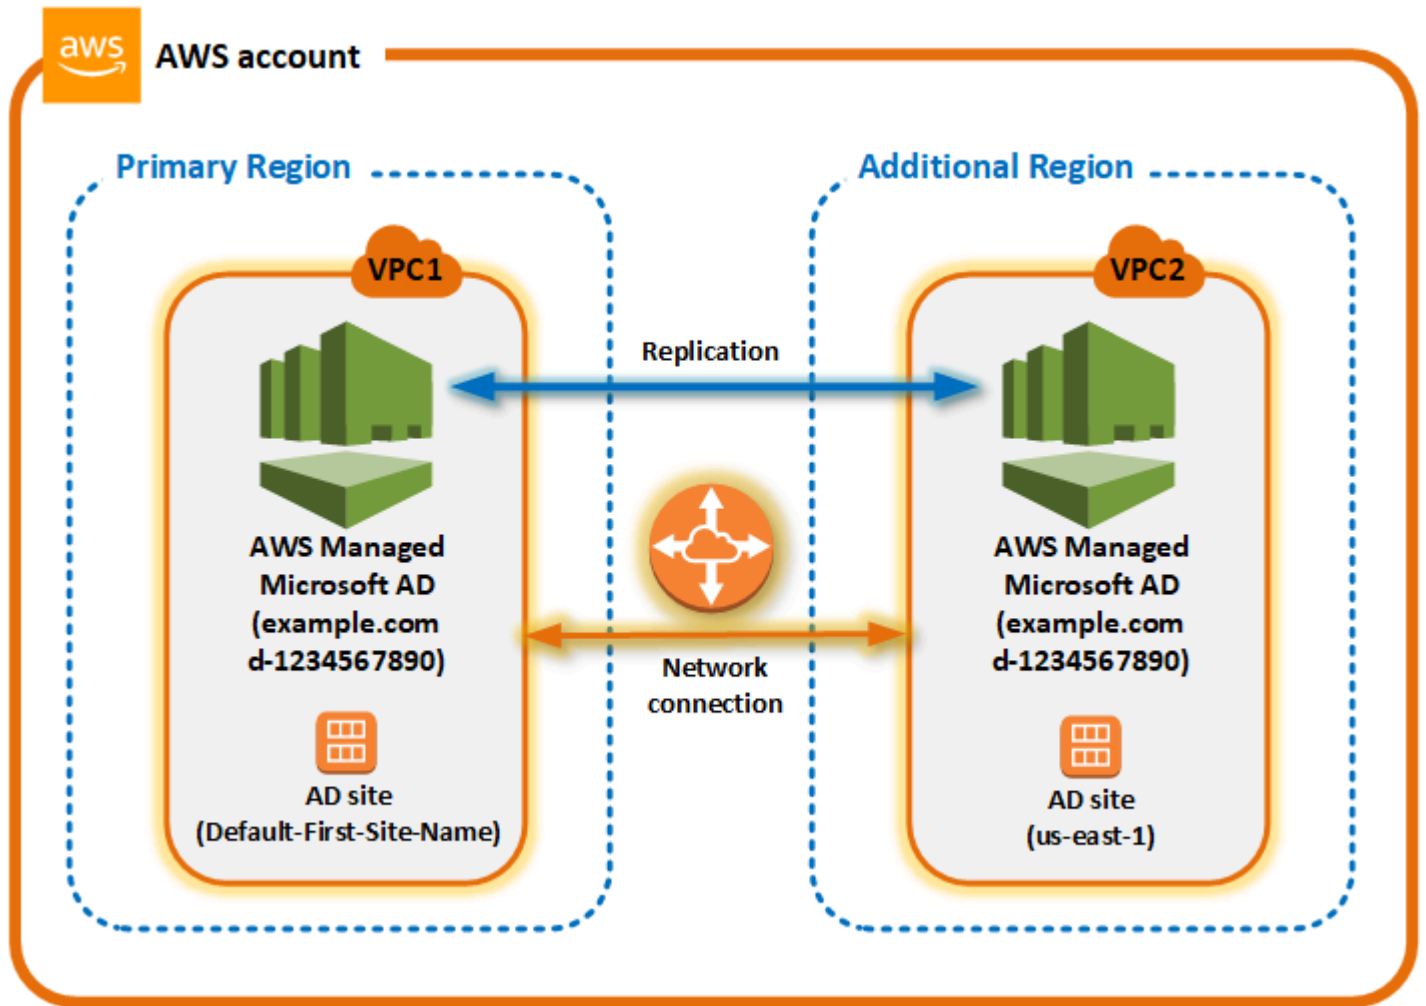 aws
AWS account
Primary Region
Additional Region
VPC1
VPC2
Replication
AWS Managed
Microsoft AD
(example.com
d-1234567890)
AWS Managed
Microsoft AD
(example.com
d-1234567890)
Network
connection
AD site
(Default-First-Site-Name)
AD site
(us-east-1)